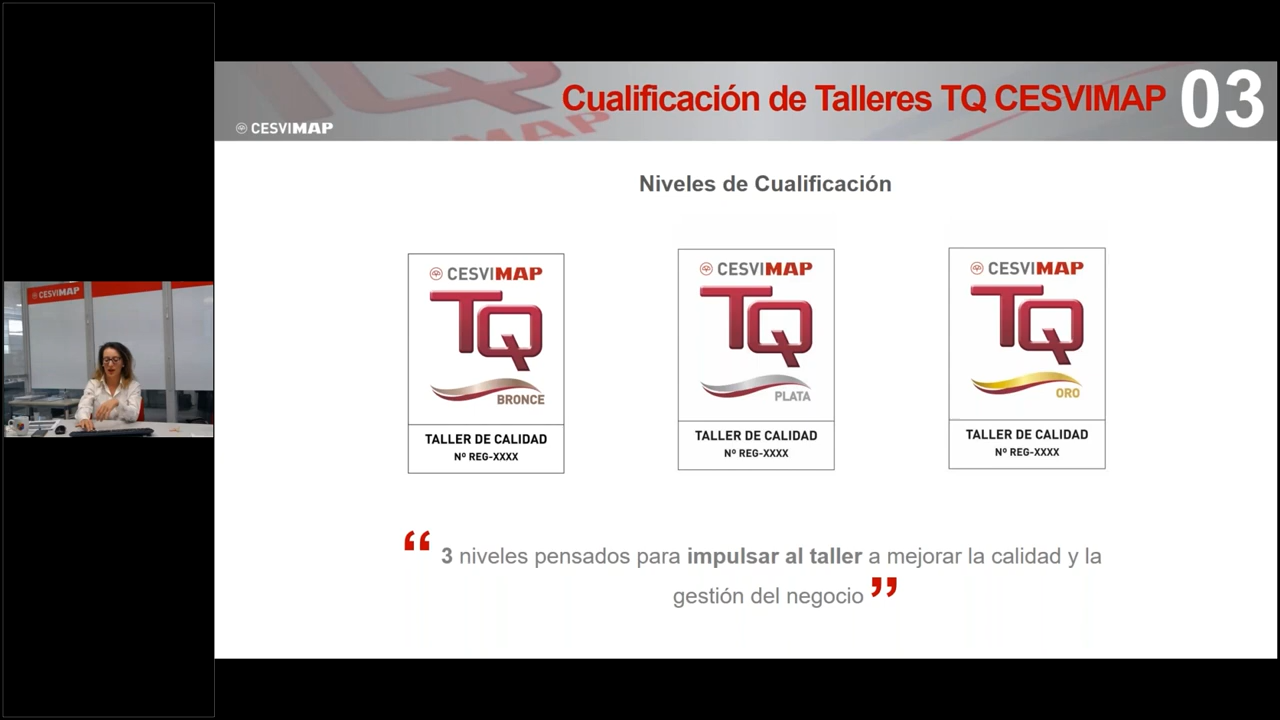 Cualificación de Talleres TQ CESVIMAP
03
CESVIMAP
Niveles de Cualificación
CESVIMAP
TQ
BRONCE
TALLER DE CALIDAD
Nº REG-XXXX
CESVIMAP
TQ
PLATA
TALLER DE CALIDAD
Nº REG-XXXX
CESVIMAP
TQ
ORO
TALLER DE CALIDAD
Nº REG-XXXX
CESVIMAP
“ 3 niveles pensados para impulsar al taller a mejorar la calidad y la
gestión del negocio ”